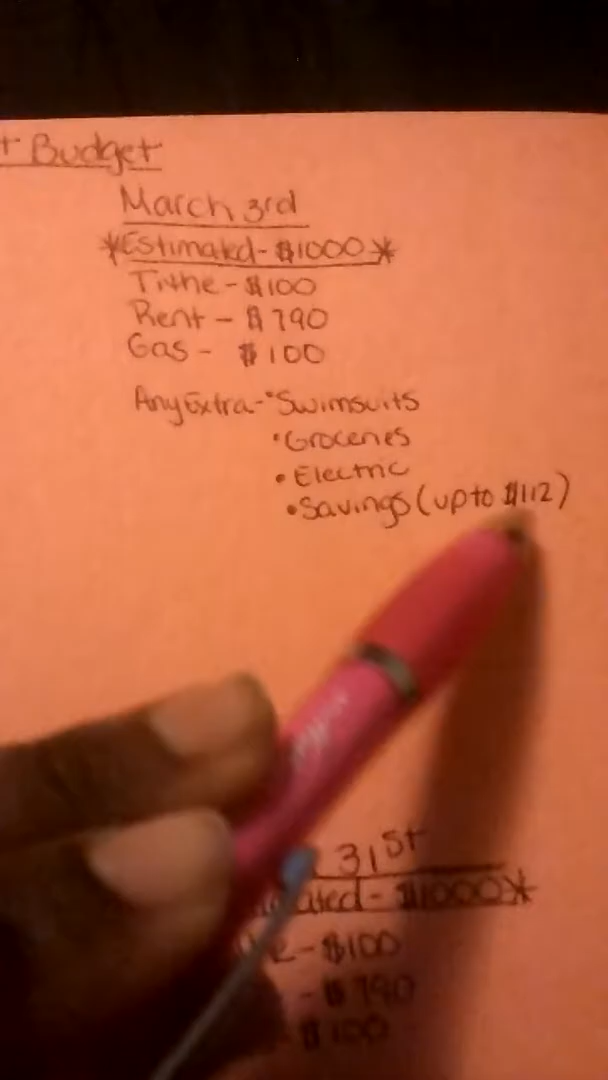 + Budget
March 3rd
*Estimated - $1000*
Tithe - $100
Rent - $790
Gas - $100
Any Extra - • Swimsuits
• Groceries
• Electric
• Savings (up to $112)
31st
ated - $1000*
- $100
- $790
- $100